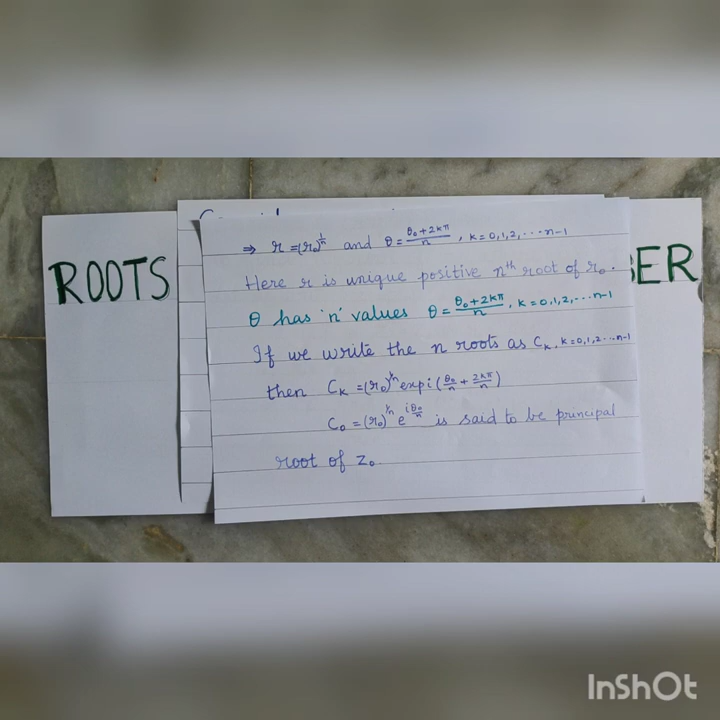 ROOTS
BER
⇒ r = (r₀)^{1/n} and θ = (θ₀+2kπ)/n , k=0,1,2,...n-1
Here r is unique positive nth root of r₀.
θ has 'n' values θ = (θ₀+2kπ)/n , k=0,1,2,...n-1
If we write the n roots as Cₖ, k=0,1,2...n-1
then Cₖ = (r₀)^{1/n} exp i(θ₀/n + 2kπ/n)
C₀ = (r₀)^{1/n} e^{iθ₀/n} is said to be principal
root of z₀.
InShOt